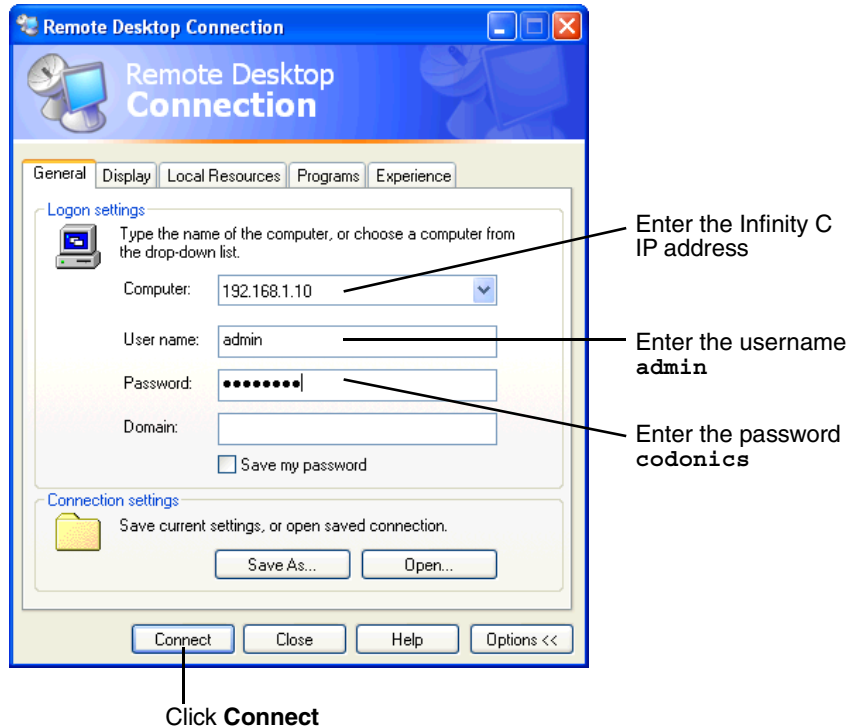 Remote Desktop Connection
Remote Desktop
Connection
General Display Local Resources Programs Experience
Logon settings
Type the name of the computer, or choose a computer from
the drop-down list.
Computer: 192.168.1.10
User name: admin
Password: ●●●●●●●●
Domain:
Save my password
Connection settings
Save current settings, or open saved connection.
Save As... Open...
Connect Close Help Options <<
Enter the Infinity C
IP address
Enter the username
admin
Enter the password
codonics
Click Connect